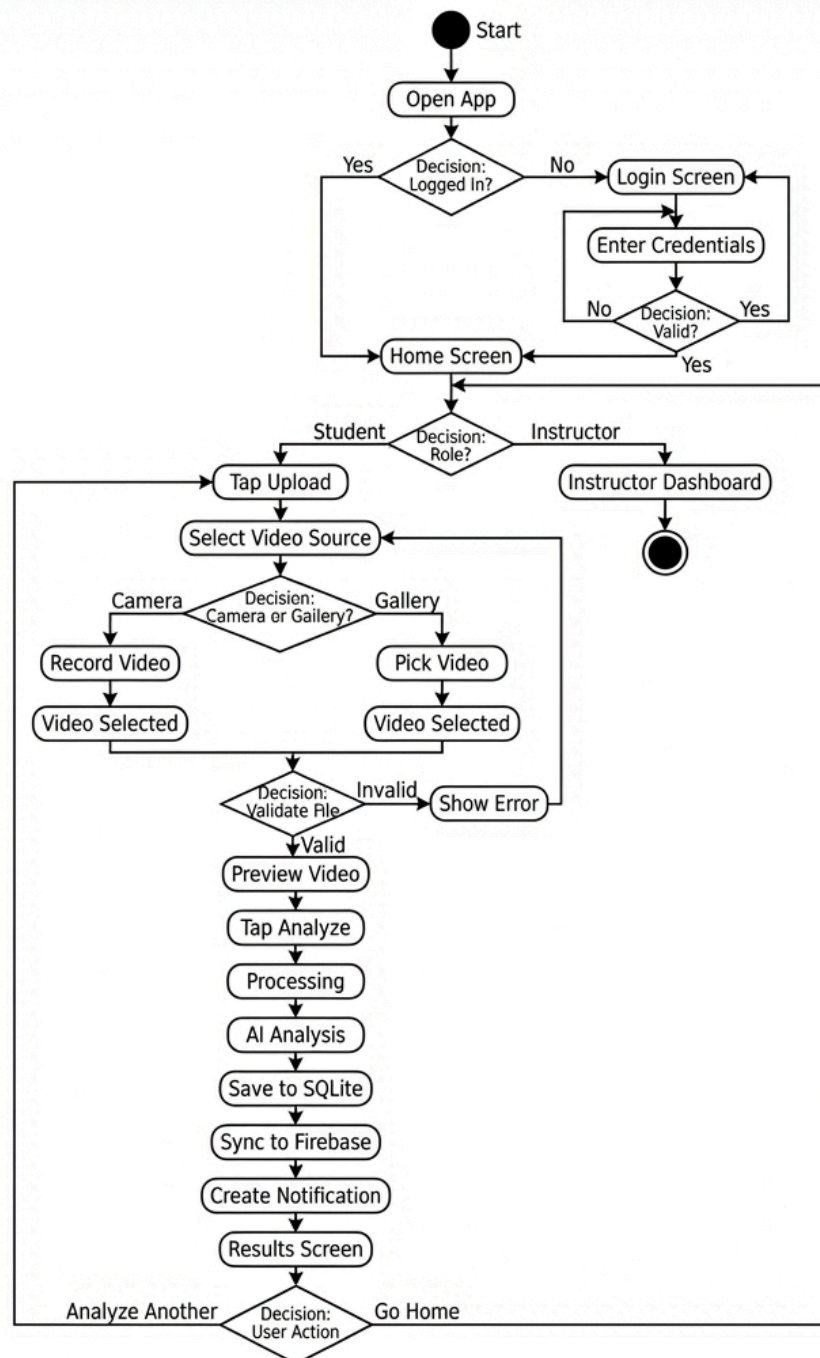 Start
Open App
Yes
Decision:
Logged In?
No
Login Screen
Enter Credentials
No
Decision:
Valid?
Yes
Home Screen
Yes
Student
Decision:
Role?
Instructor
Tap Upload
Instructor Dashboard
Select Video Source
Camera
Decision:
Camera or Gailery?
Gallery
Record Video
Pick Video
Video Selected
Video Selected
Decision:
Validate File
Invalid
Show Error
Valid
Preview Video
Tap Analyze
Processing
AI Analysis
Save to SQLite
Sync to Firebase
Create Notification
Results Screen
Analyze Another
Decision:
User Action
Go Home